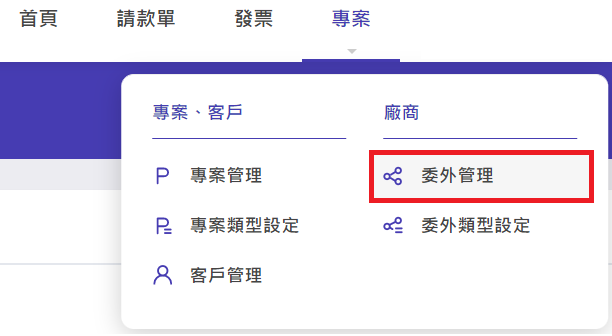 首頁 請款單 發票 專案
專案、客戶
專案管理
專案類型設定
客戶管理
廠商
委外管理
委外類型設定